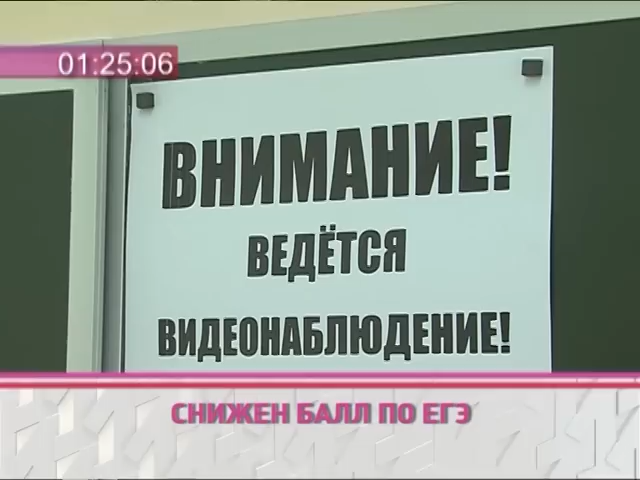 01:25:06
ВНИМАНИЕ!
ВЕДЁТСЯ
ВИДЕОНАБЛЮДЕНИЕ!
СНИЖЕН БАЛЛ ПО ЕГЭ